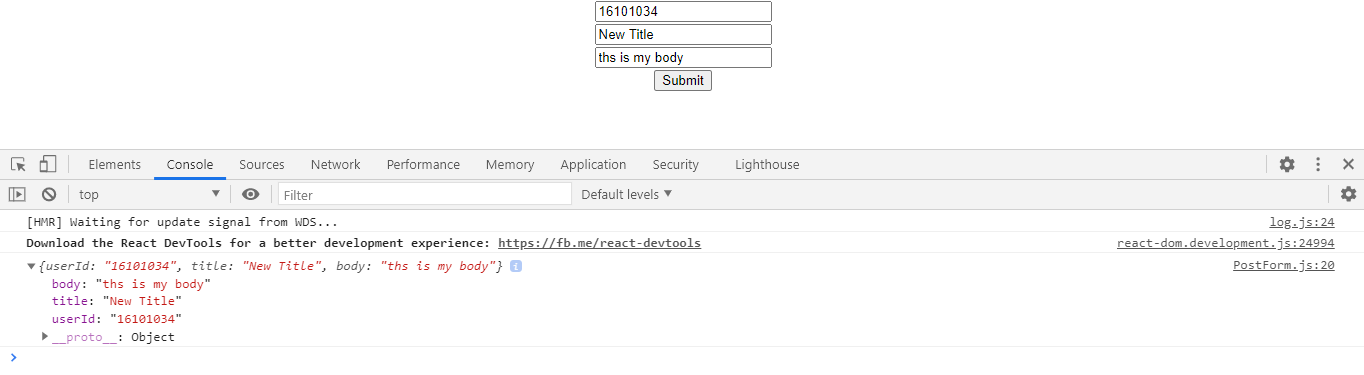 16101034
New Title
ths is my body
Submit
Elements Console Sources Network Performance Memory Application Security Lighthouse
top Filter Default levels
[HMR] Waiting for update signal from WDS... log.js:24
Download the React DevTools for a better development experience: https://fb.me/react-devtools react-dom.development.js:24994
{userId: "16101034", title: "New Title", body: "ths is my body"} PostForm.js:20
body: "ths is my body"
title: "New Title"
userId: "16101034"
__proto__: Object